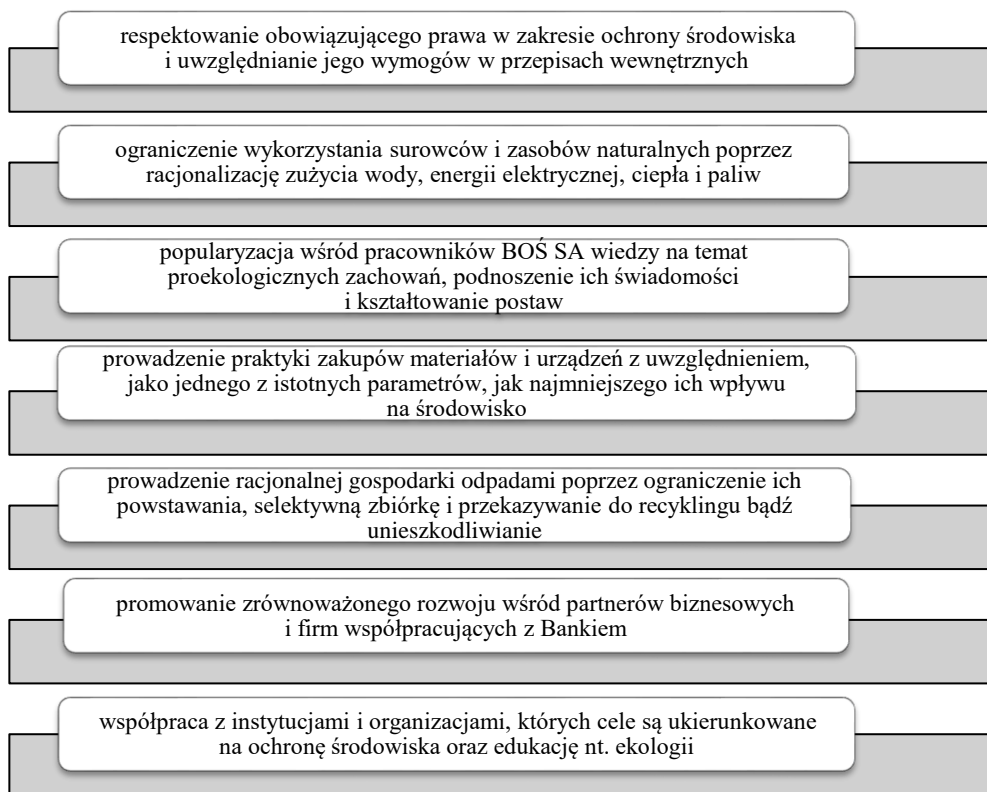 respektowanie obowiązującego prawa w zakresie ochrony środowiska
i uwzględnianie jego wymogów w przepisach wewnętrznych
ograniczenie wykorzystania surowców i zasobów naturalnych poprzez
racjonalizację zużycia wody, energii elektrycznej, ciepła i paliw
popularyzacja wśród pracowników BOŚ SA wiedzy na temat
proekologicznych zachowań, podnoszenie ich świadomości
i kształtowanie postaw
prowadzenie praktyki zakupów materiałów i urządzeń z uwzględnieniem,
jako jednego z istotnych parametrów, jak najmniejszego ich wpływu
na środowisko
prowadzenie racjonalnej gospodarki odpadami poprzez ograniczenie ich
powstawania, selektywną zbiórkę i przekazywanie do recyklingu bądź
unieszkodliwianie
promowanie zrównoważonego rozwoju wśród partnerów biznesowych
i firm współpracujących z Bankiem
współpraca z instytucjami i organizacjami, których cele są ukierunkowane
na ochronę środowiska oraz edukację nt. ekologii